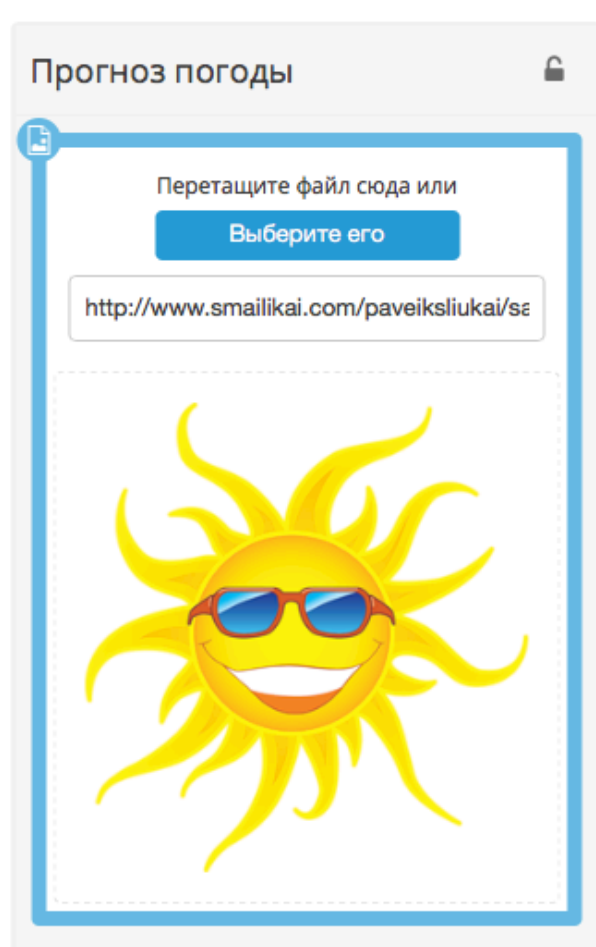 Прогноз погоды
Перетащите файл сюда или
Выберите его
http://www.smailikai.com/paveiksliukai/sa